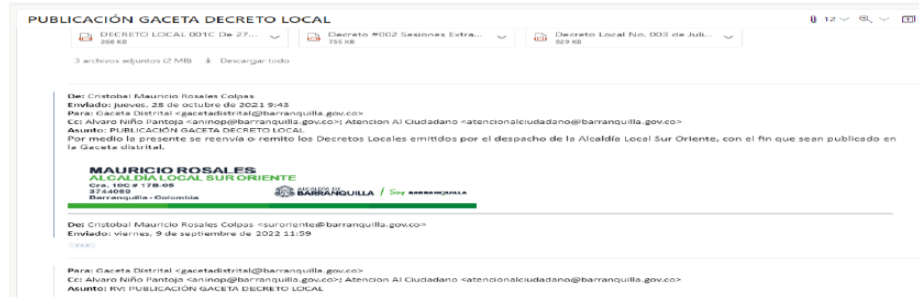 PUBLICACIÓN GACETA DECRETO LOCAL
12
DECRETO LOCAL 001C De 27...
268 KB
Decreto #002 Sesiones Extra...
755 KB
Decreto Local No. 003 de Juli...
829 KB
3 archivos adjuntos (2 MB) Descargar todo
De: Cristobal Mauricio Rosales Colpas
Enviado: jueves, 28 de octubre de 2021 9:43
Para: Gaceta Distrital <gacetadistrital@barranquilla.gov.co>
Cc: Alvaro Niño Pantoja <aninop@barranquilla.gov.co>; Atencion Al Ciudadano <atencionalciudadano@barranquilla.gov.co>
Asunto: PUBLICACIÓN GACETA DECRETO LOCAL
Por medio la presente se reenvía o remito los Decretos Locales emitidos por el despacho de la Alcaldía Local Sur Oriente, con el fin que sean publicado en
la Gaceta distrital.
MAURICIO ROSALES
ALCALDÍA LOCAL SUR ORIENTE
Cra. 10C # 17B-05
3744069
Barranquilla - Colombia
ALCALDÍA DE
BARRANQUILLA / Soy BARRANQUILLA
De: Cristobal Mauricio Rosales Colpas <suroriente@barranquilla.gov.co>
Enviado: viernes, 9 de septiembre de 2022 11:59
Para: Gaceta Distrital <gacetadistrital@barranquilla.gov.co>
Cc: Alvaro Niño Pantoja <aninop@barranquilla.gov.co>; Atencion Al Ciudadano <atencionalciudadano@barranquilla.gov.co>
Asunto: RV: PUBLICACIÓN GACETA DECRETO LOCAL